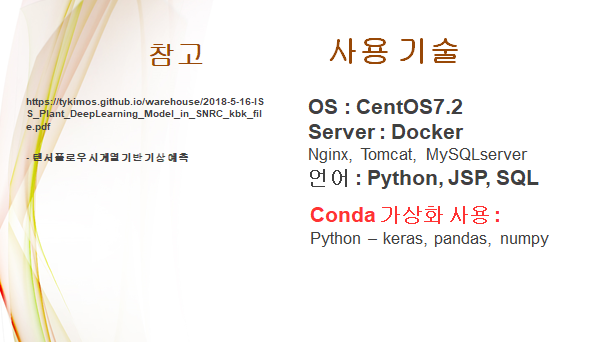 참고
https://tykimos.github.io/warehouse/2018-5-16-IS
S_Plant_DeepLearning_Model_in_SNRC_kbk_fil
e.pdf
- 텐서플로우 시계열 기반 기상 예측
사용 기술
OS : CentOS7.2
Server : Docker
Nginx, Tomcat, MySQLserver
언어 : Python, JSP, SQL
Conda 가상화 사용 :
Python – keras, pandas, numpy